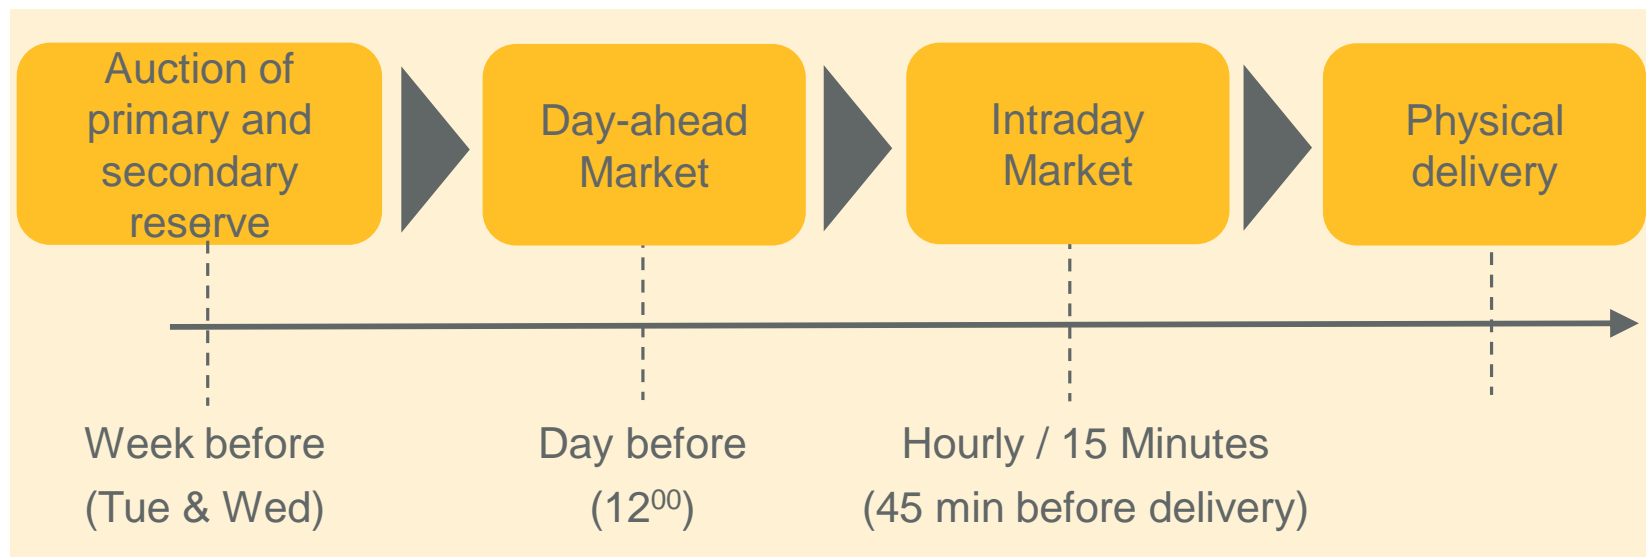 Auction of
primary and
secondary
reserve
Day-ahead
Market
Intraday
Market
Physical
delivery
Week before
(Tue & Wed)
Day before
(12⁰⁰)
Hourly / 15 Minutes
(45 min before delivery)